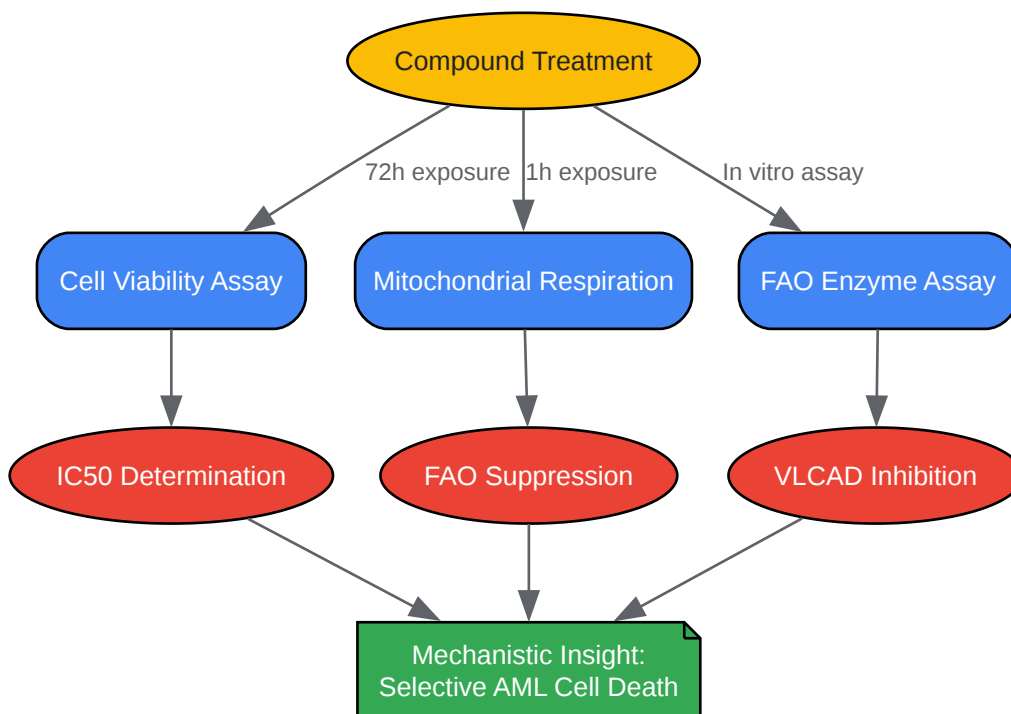 Compound Treatment
72h exposure
1h exposure
In vitro assay
Cell Viability Assay
Mitochondrial Respiration
FAO Enzyme Assay
IC50 Determination
FAO Suppression
VLCAD Inhibition
Mechanistic Insight:
Selective AML Cell Death